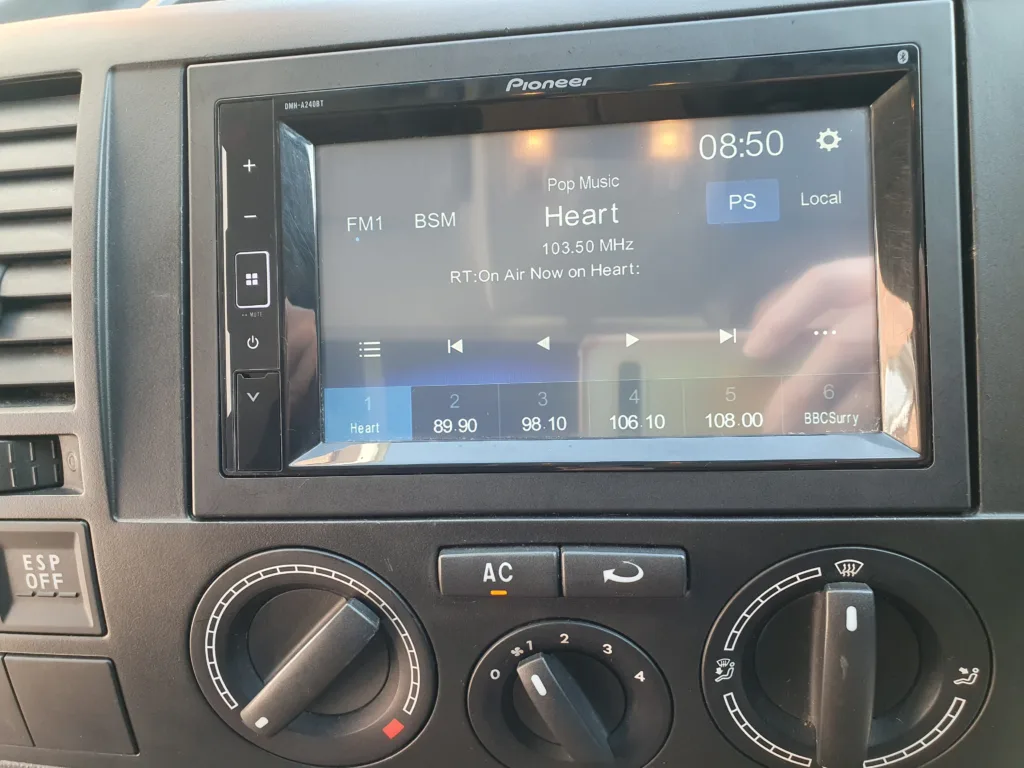 Pioneer
DMH-A240BT
08:50
Pop Music
FM1 BSM Heart PS Local
103.50 MHz
RT:On Air Now on Heart:
MUTE
1 2 3 4 5 6
Heart 89.90 98.10 106.10 108.00 BBCSurry
ESP
OFF
AC
0 1 2 3 4